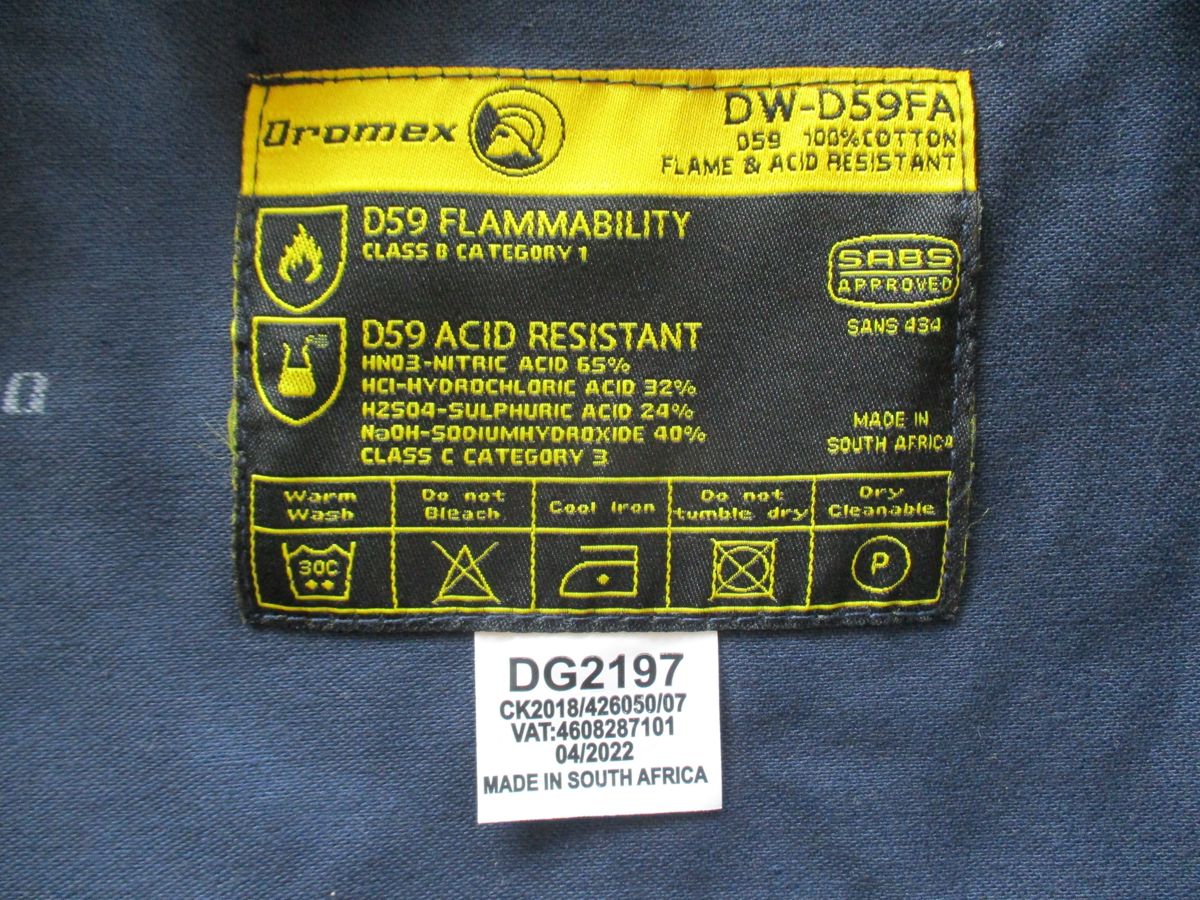 Dromex
DW-D59FA
D59 100%COTTON
FLAME & ACID RESISTANT
D59 FLAMMABILITY
CLASS B CATEGORY 1
SABS
APPROVED
SANS 434
D59 ACID RESISTANT
HNO3-NITRIC ACID 65%
HCl-HYDROCHLORIC ACID 32%
H2SO4-SULPHURIC ACID 24%
NaOH-SODIUMHYDROXIDE 40%
CLASS C CATEGORY 3
MADE IN
SOUTH AFRICA
Warm
Wash
Do not
Bleach
Cool Iron
Do not
tumble dry
Dry
Cleanable
30C
P
DG2197
CK2018/426050/07
VAT:4608287101
04/2022
MADE IN SOUTH AFRICA